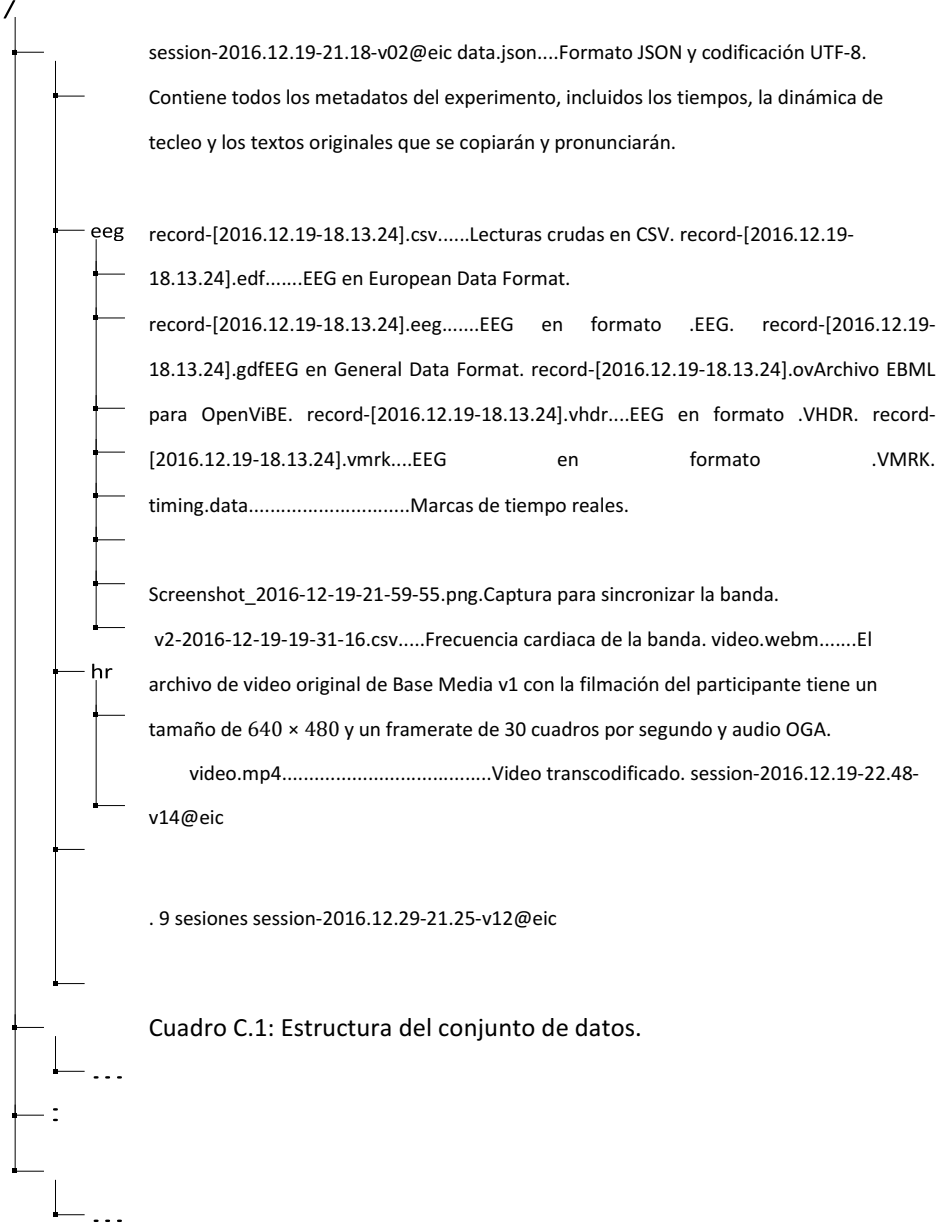 /
session-2016.12.19-21.18-v02@eic data.json....Formato JSON y codificación UTF-8.
Contiene todos los metadatos del experimento, incluidos los tiempos, la dinámica de
tecleo y los textos originales que se copiarán y pronunciarán.
eeg record-[2016.12.19-18.13.24].csv......Lecturas crudas en CSV. record-[2016.12.19-
18.13.24].edf.......EEG en European Data Format.
record-[2016.12.19-18.13.24].eeg.......EEG en formato .EEG. record-[2016.12.19-
18.13.24].gdfEEG en General Data Format. record-[2016.12.19-18.13.24].ovArchivo EBML
para OpenViBE. record-[2016.12.19-18.13.24].vhdr....EEG en formato .VHDR. record-
[2016.12.19-18.13.24].vmrk....EEG en formato .VMRK.
timing.data...............................Marcas de tiempo reales.
Screenshot_2016-12-19-21-59-55.png.Captura para sincronizar la banda.
v2-2016-12-19-19-31-16.csv.....Frecuencia cardiaca de la banda. video.webm.......El
hr archivo de video original de Base Media v1 con la filmación del participante tiene un
tamaño de 640 × 480 y un framerate de 30 cuadros por segundo y audio OGA.
video.mp4........................................Video transcodificado. session-2016.12.19-22.48-
v14@eic
. 9 sesiones session-2016.12.29-21.25-v12@eic
Cuadro C.1: Estructura del conjunto de datos.
...
:
...